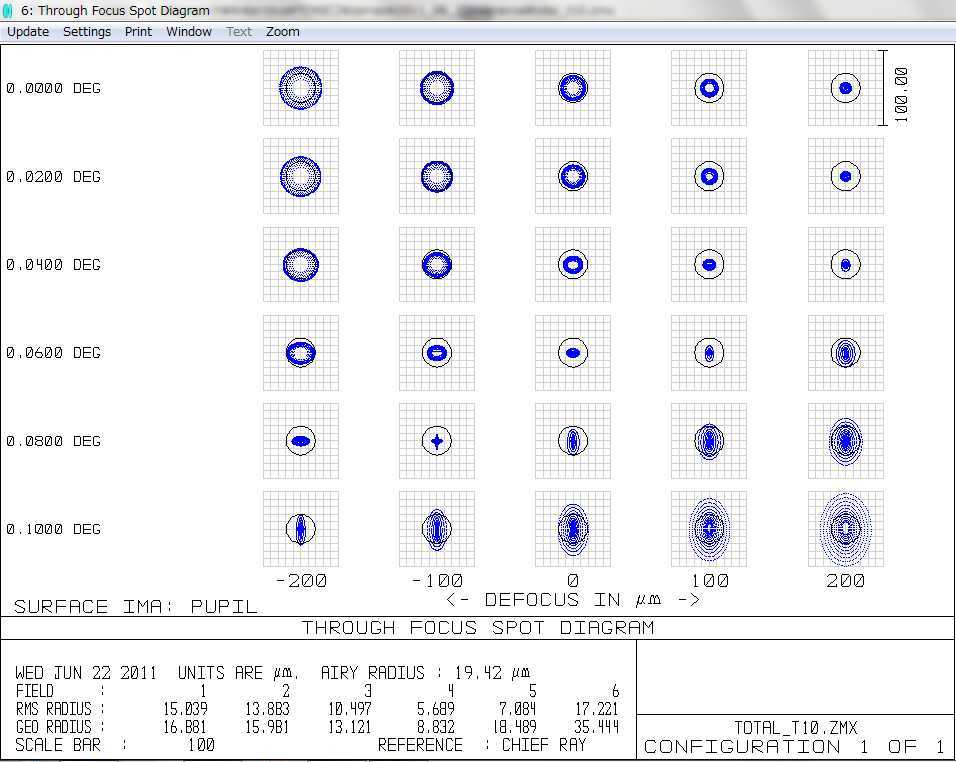 6: Through Focus Spot Diagram
Update Settings Print Window Text Zoom
0.0000 DEG
100.00
0.0200 DEG
0.0400 DEG
0.0600 DEG
0.0800 DEG
0.1000 DEG
-200 -100 0 100 200
<- DEFOCUS IN µm ->
SURFACE IMA: PUPIL
THROUGH FOCUS SPOT DIAGRAM
WED JUN 22 2011 UNITS ARE µm. AIRY RADIUS : 19.42 µm
FIELD : 1 2 3 4 5 6
RMS RADIUS : 15.039 13.883 10.497 5.689 7.084 17.221
GEO RADIUS : 16.881 15.981 13.121 8.832 18.489 35.444
SCALE BAR : 100 REFERENCE : CHIEF RAY
TOTAL_T10.ZMX
CONFIGURATION 1 OF 1